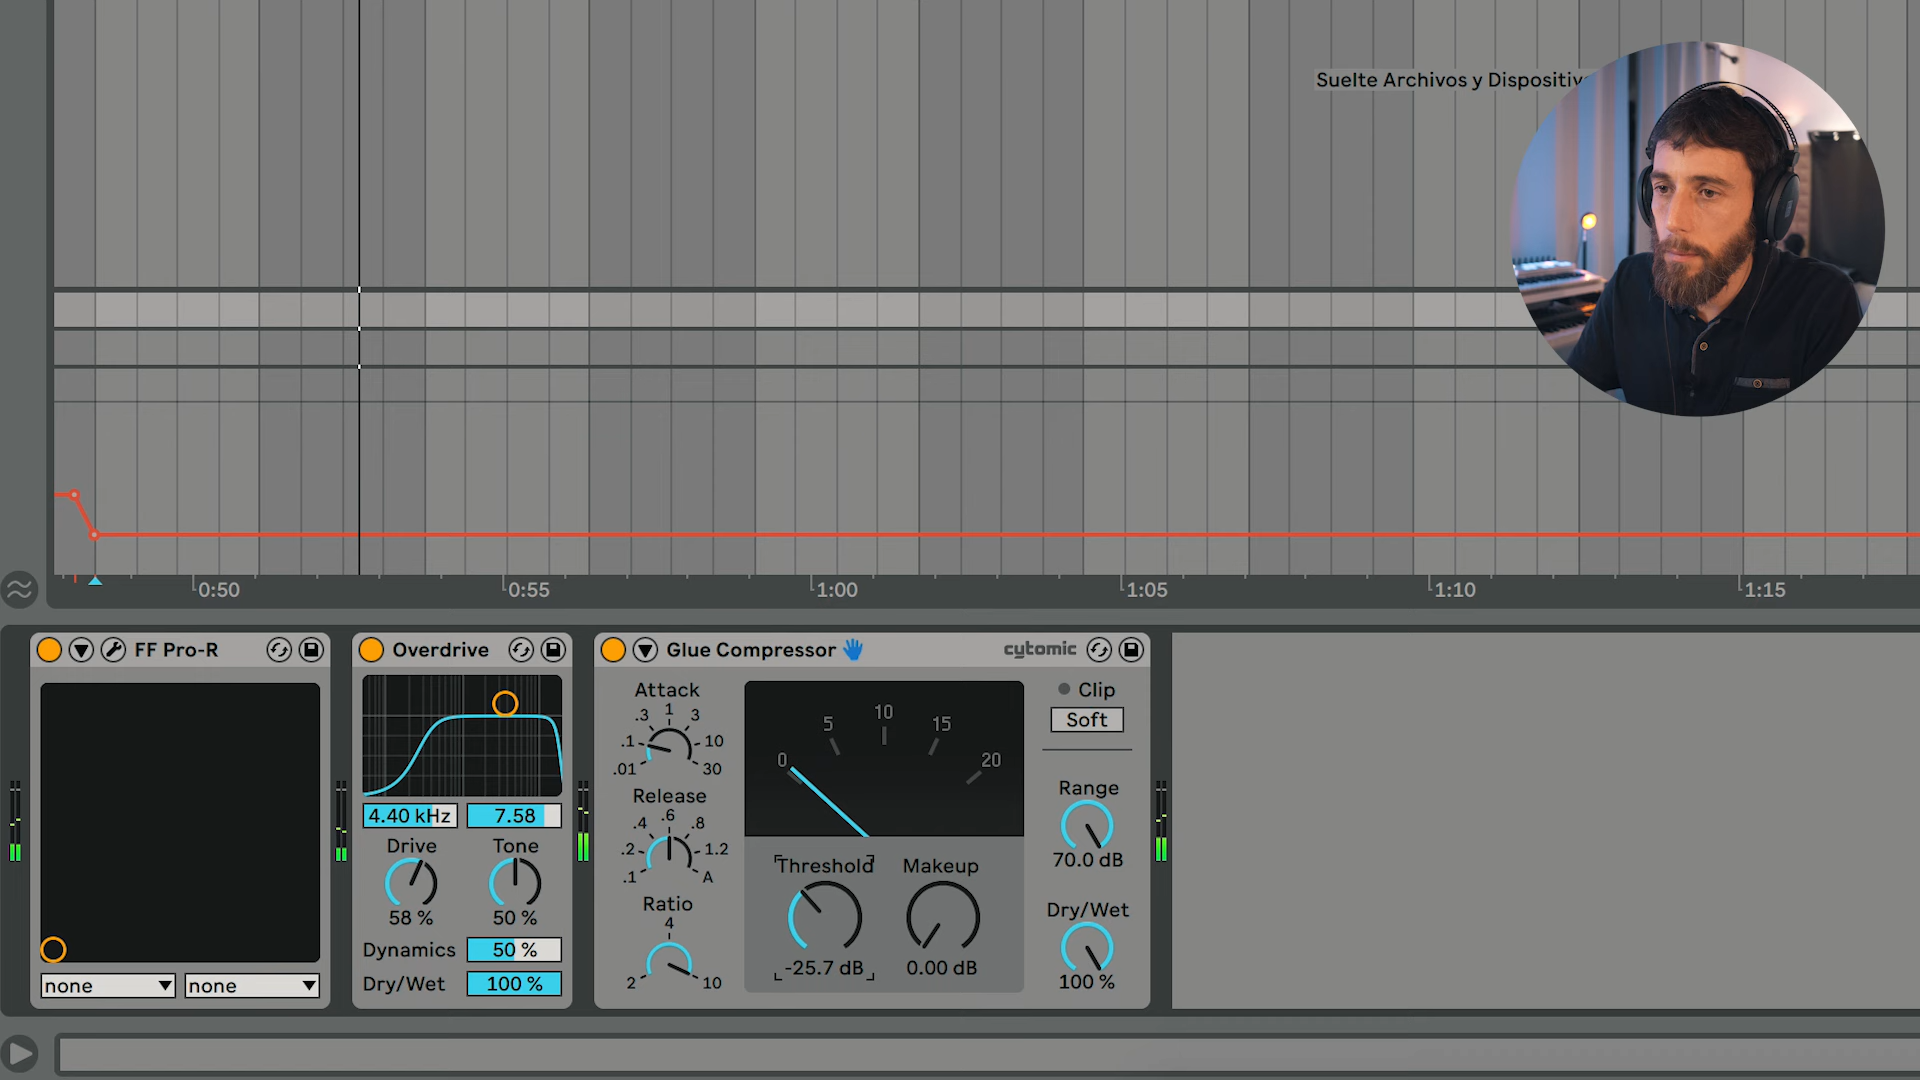 Suelte Archivos y Dispositiv
0:50
0:55
1:00
1:05
1:10
1:15
FF Pro-R
none
none
Overdrive
4.40 kHz
7.58
Drive
Tone
58 %
50 %
Dynamics
50 %
Dry/Wet
100 %
Glue Compressor
cytomic
Attack
.01
.1
.3
1
3
10
30
Release
.1
.2
.4
.6
.8
1.2
A
Ratio
2
4
10
0
5
10
15
20
Threshold
-25.7 dB
Makeup
0.00 dB
Clip
Soft
Range
70.0 dB
Dry/Wet
100 %